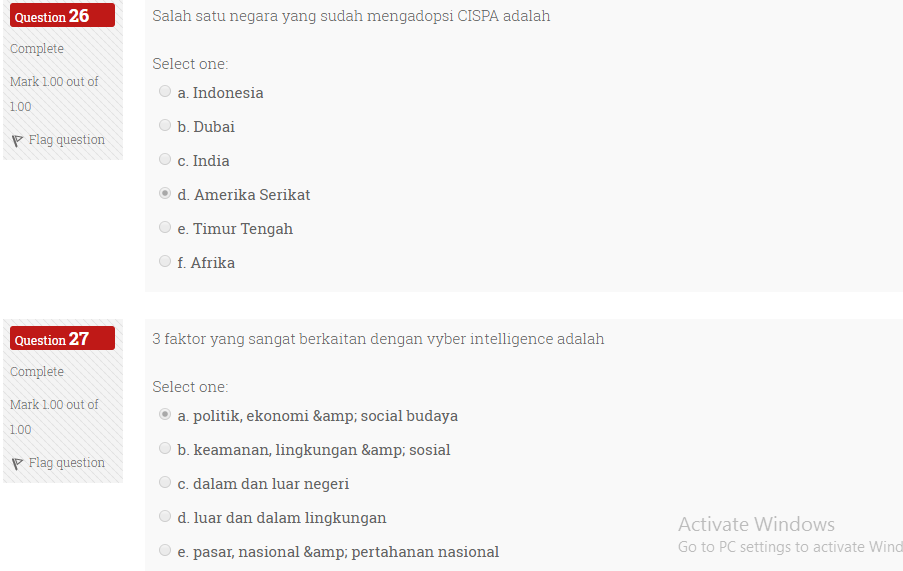 Question 26
Complete
Mark 1.00 out of
1.00
Flag question
Salah satu negara yang sudah mengadopsi CISPA adalah
Select one:
a. Indonesia
b. Dubai
c. India
d. Amerika Serikat
e. Timur Tengah
f. Afrika
Question 27
Complete
Mark 1.00 out of
1.00
Flag question
3 faktor yang sangat berkaitan dengan vyber intelligence adalah
Select one:
a. politik, ekonomi &amp; social budaya
b. keamanan, lingkungan &amp; sosial
c. dalam dan luar negeri
d. luar dan dalam lingkungan
e. pasar, nasional &amp; pertahanan nasional
Activate Windows
Go to PC settings to activate Wind